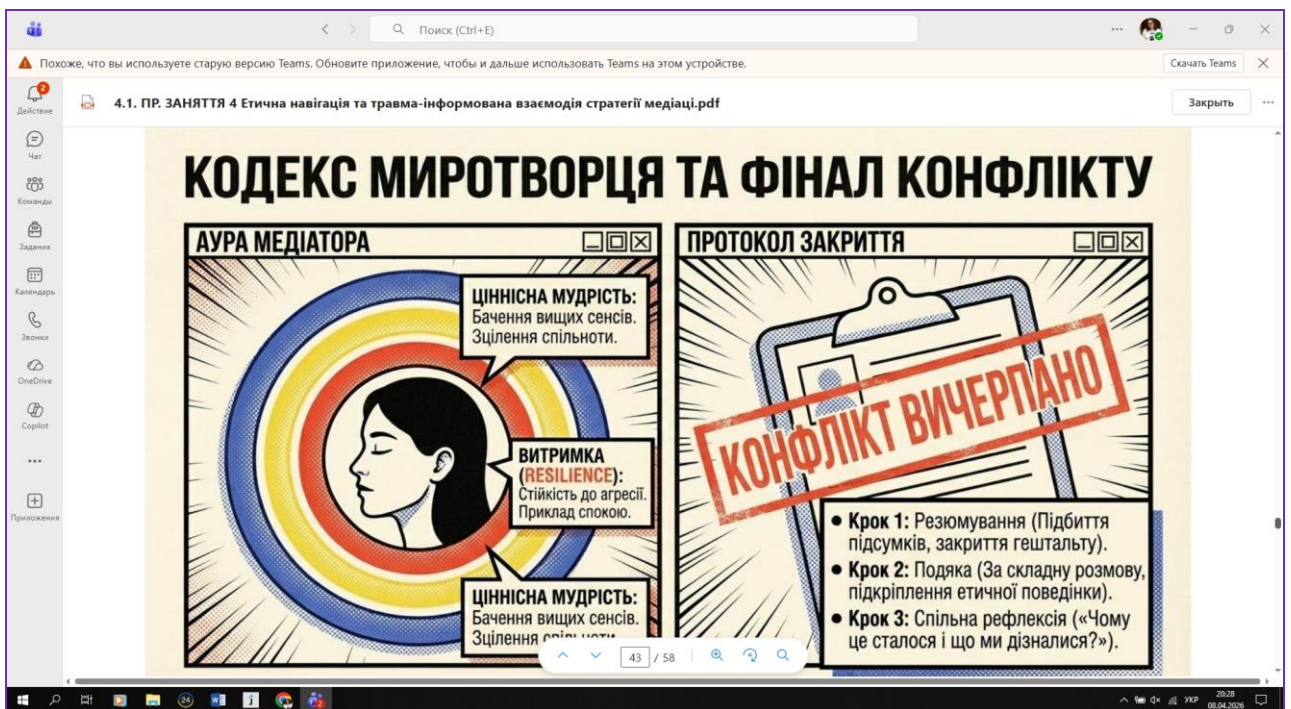 Поиск (Ctrl+E)
Похоже, что вы используете старую версию Teams. Обновите приложение, чтобы и дальше использовать Teams на этом устройстве.
Скачать Teams
2
Действие
Чат
Команды
Задания
Календарь
Звонки
OneDrive
Copilot
Приложения
4.1. ПР. ЗАНЯТТЯ 4 Етична навігація та травма-інформована взаємодія стратегії медіаці.pdf
Закрыть
КОДЕКС МИРОТВОРЦЯ ТА ФІНАЛ КОНФЛІКТУ
АУРА МЕДІАТОРА
ЦІННІСНА МУДРІСТЬ:
Бачення вищих сенсів.
Зцілення спільноти.
ВИТРИМКА
(RESILIENCE):
Стійкість до агресії.
Приклад спокою.
ЦІННІСНА МУДРІСТЬ:
Бачення вищих сенсів.
Зцілення спільноти.
ПРОТОКОЛ ЗАКРИТТЯ
КОНФЛІКТ ВИЧЕРПАНО
• Крок 1: Резюмування (Підбиття
підсумків, закриття гештальту).
• Крок 2: Подяка (За складну розмову,
підкріплення етичної поведінки).
• Крок 3: Спільна рефлексія («Чому
це сталося і що ми дізналися?»).
43 / 58
24
УКР
20:28
08.04.2026